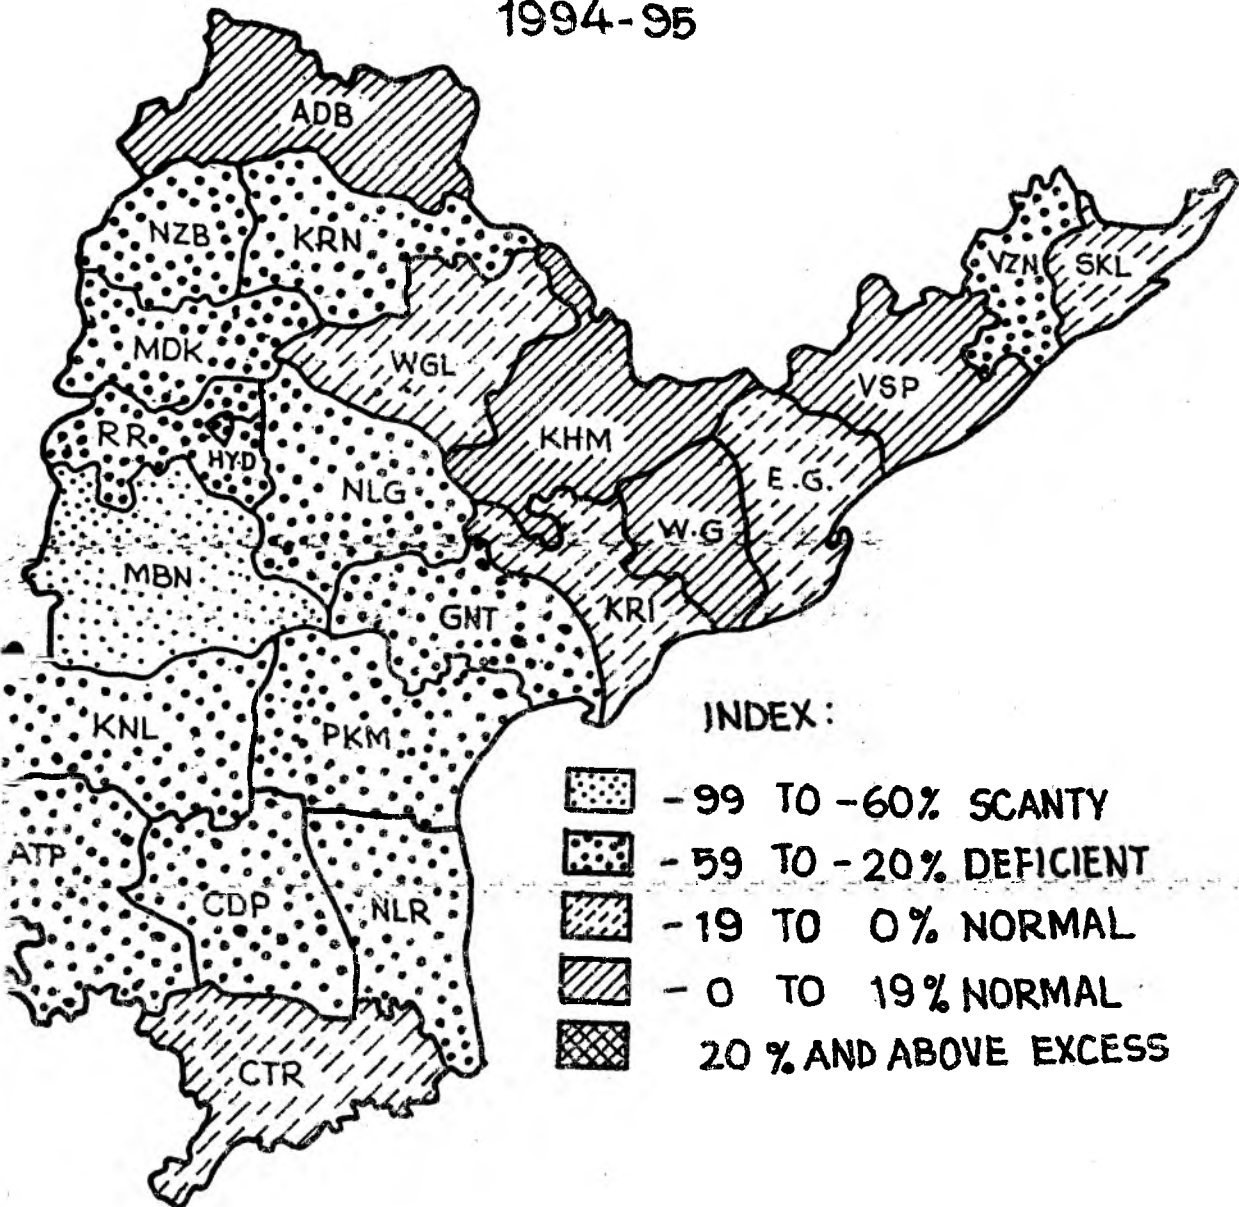 1994-95
ADB
NZB KRN
VZN SKL
MDK WGL VSP
RR HYD NLG KHM E.G.
W.G
MBN GNT KRI
KNL PKM
ATP CDP NLR
CTR
INDEX:
-99 TO -60% SCANTY
-59 TO -20% DEFICIENT
-19 TO 0% NORMAL
-0 TO 19% NORMAL
20% AND ABOVE EXCESS